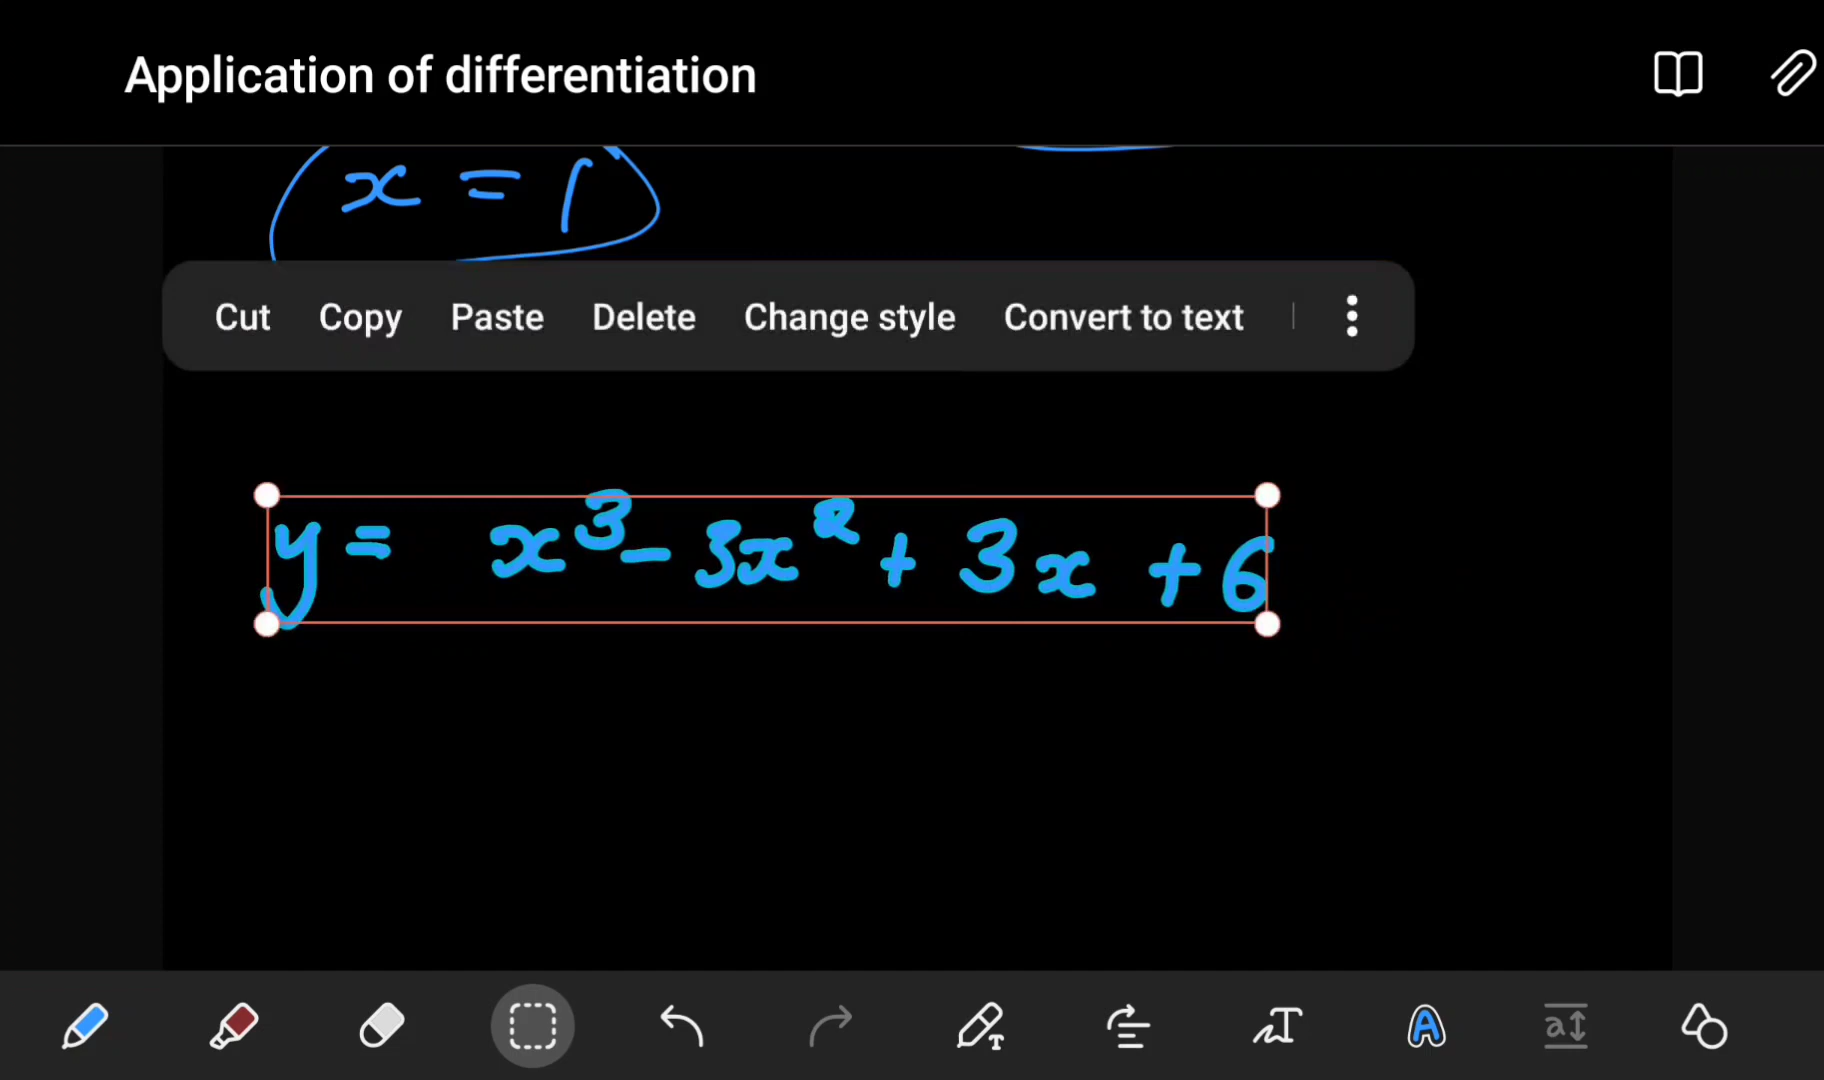 Application of differentiation
x = 1
Cut Copy Paste Delete Change style Convert to text
y = x³ - 3x² + 3x + 6